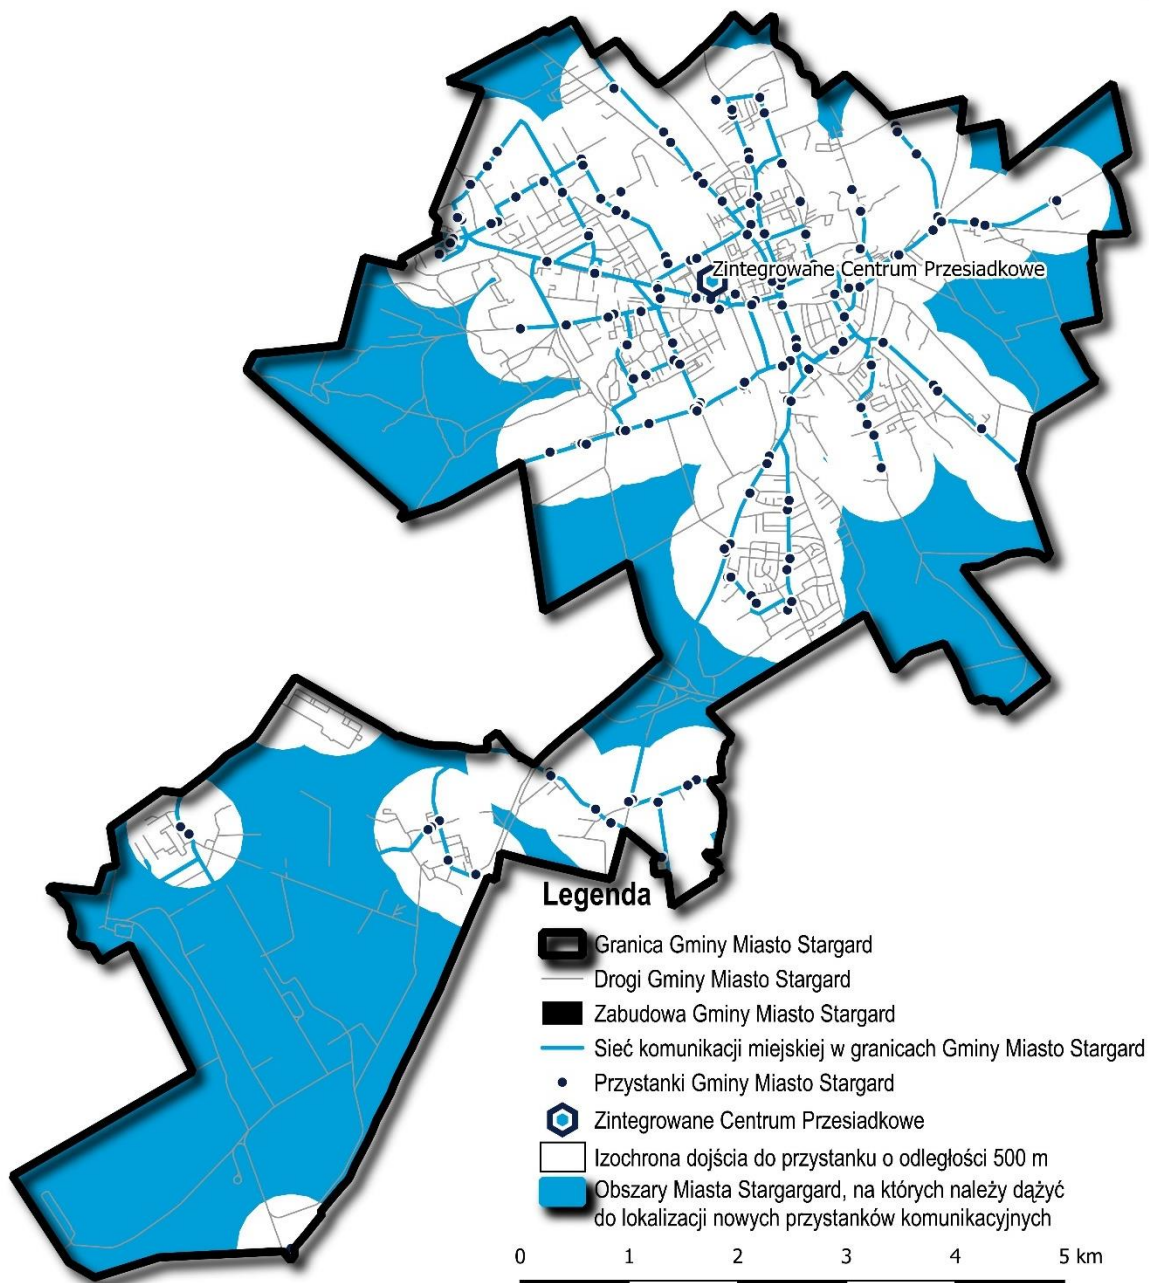 Zintegrowane Centrum Przesiadkowe
Legenda
Granica Gminy Miasto Stargard
Drogi Gminy Miasto Stargard
Zabudowa Gminy Miasto Stargard
Sieć komunikacji miejskiej w granicach Gminy Miasto Stargard
Przystanki Gminy Miasto Stargard
Zintegrowane Centrum Przesiadkowe
Izochrona dojścia do przystanku o odległości 500 m
Obszary Miasta Stargargard, na których należy dążyć
do lokalizacji nowych przystanków komunikacyjnych
0 1 2 3 4 5 km